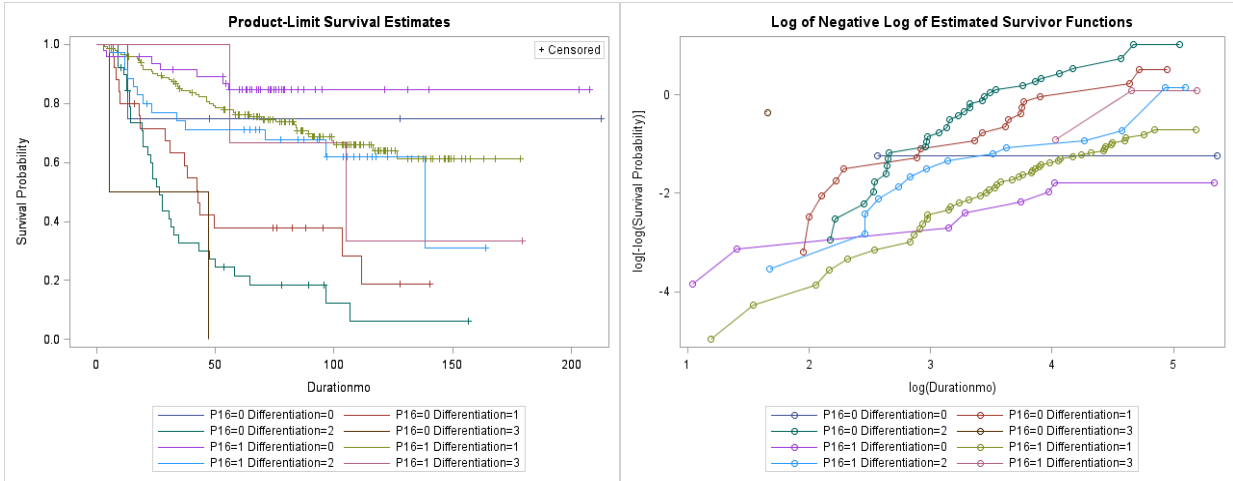 Product-Limit Survival Estimates
+ Censored
1.0
0.8
0.6
0.4
0.2
0.0
Survival Probability
0 50 100 150 200
Durationmo
P16=0 Differentiation=0 P16=0 Differentiation=1
P16=0 Differentiation=2 P16=0 Differentiation=3
P16=1 Differentiation=0 P16=1 Differentiation=1
P16=1 Differentiation=2 P16=1 Differentiation=3
Log of Negative Log of Estimated Survivor Functions
0
-2
-4
log[-log(Survival Probability)]
1 2 3 4 5
log(Durationmo)
P16=0 Differentiation=0 P16=0 Differentiation=1
P16=0 Differentiation=2 P16=0 Differentiation=3
P16=1 Differentiation=0 P16=1 Differentiation=1
P16=1 Differentiation=2 P16=1 Differentiation=3